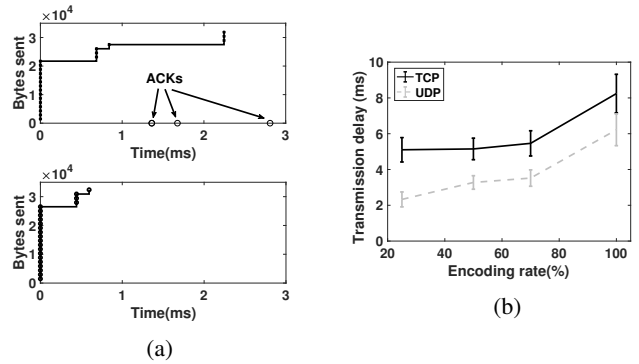 ×10⁴
3
2
1
0
Bytes sent
ACKs
0 1 2 3
Time(ms)
×10⁴
3
2
1
0
Bytes sent
0 1 2 3
Time(ms)
(a)
10
8
6
4
2
0
Transmission delay (ms)
TCP
UDP
20 40 60 80 100
Encoding rate(%)
(b)